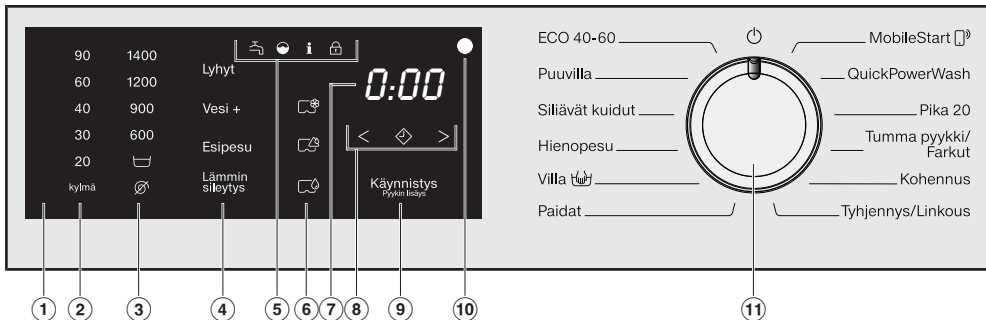 90
60
40
30
20
kylmä
1400
1200
900
600
Lyhyt
Vesi +
Esipesu
Lämmin
sileytys
0:00
< >
Käynnistys
Pyykin lisäys
ECO 40-60
Puuvilla
Siliävät kuidut
Hienopesu
Villa
Paidat
MobileStart
QuickPowerWash
Pika 20
Tumma pyykki/
Farkut
Kohennus
Tyhjennys/Linkous
1 2 3 4 5 6 7 8 9 10 11